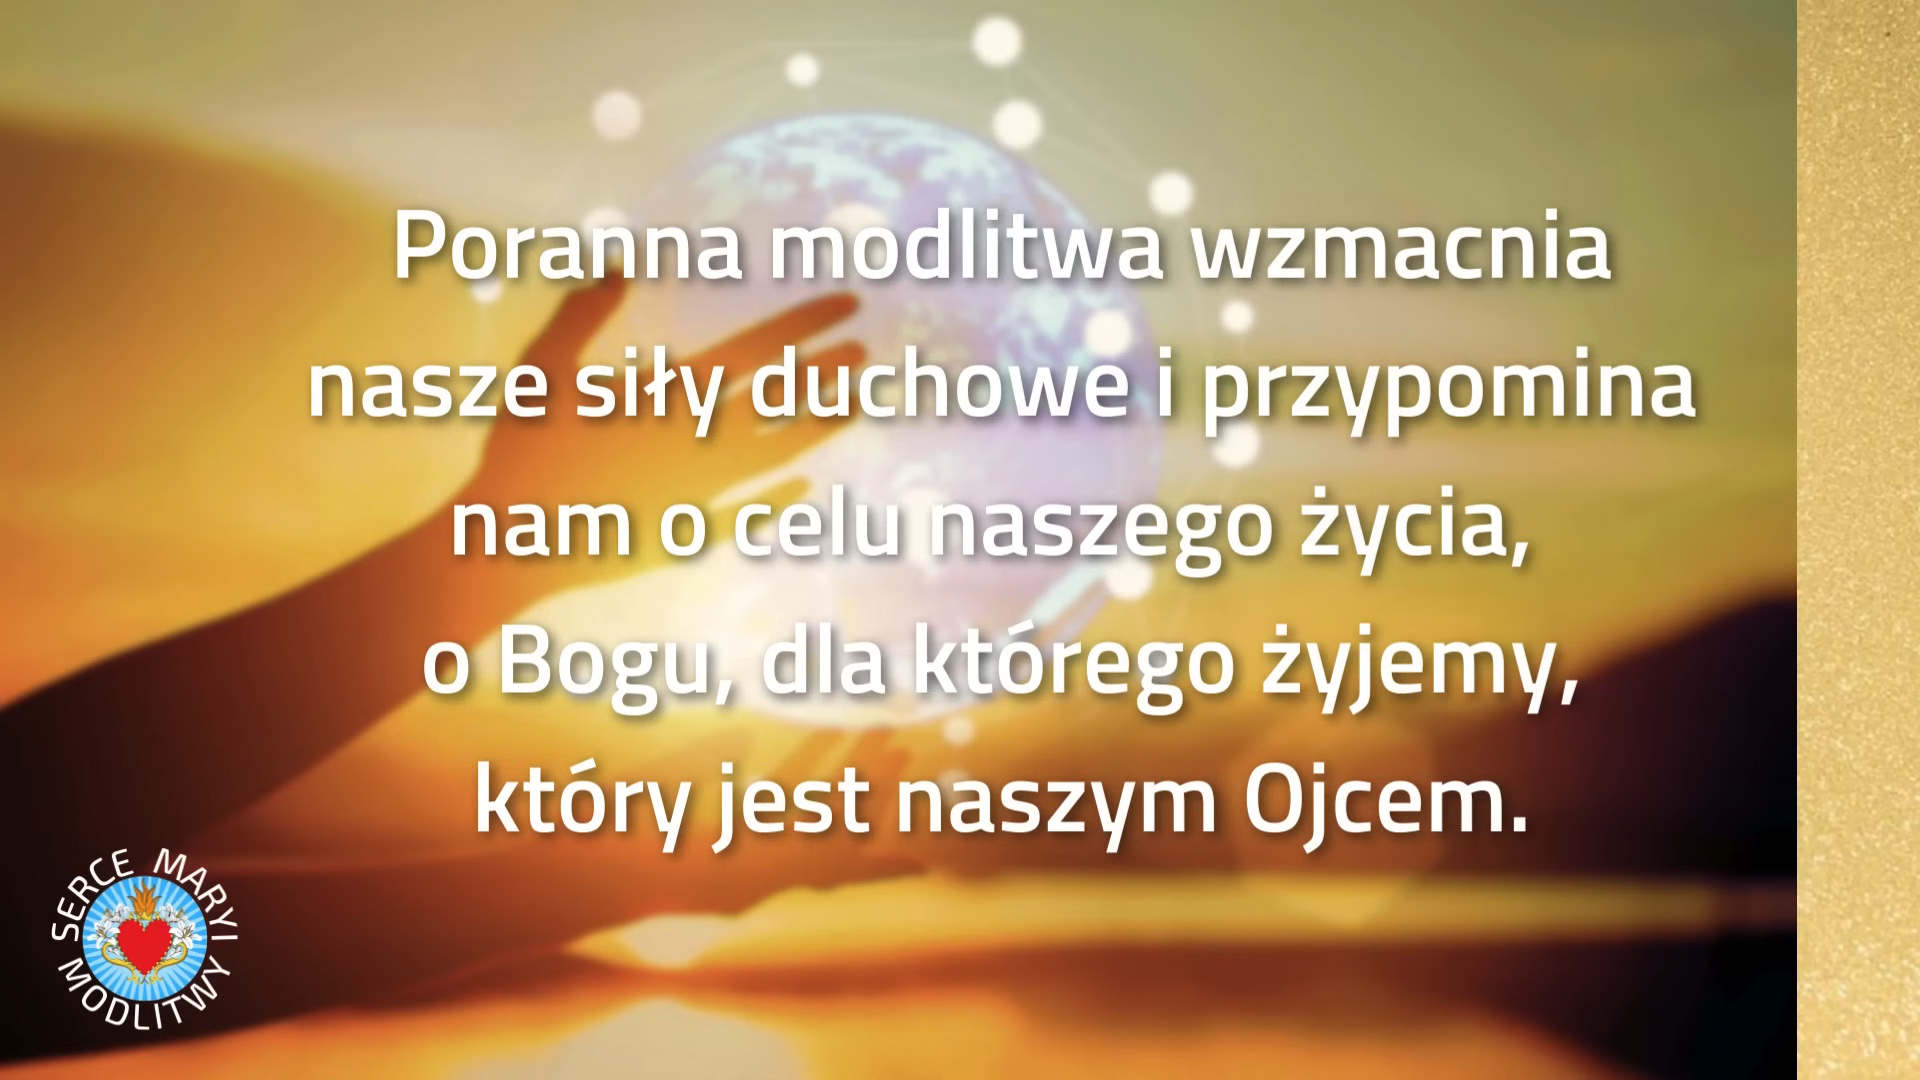 Poranna modlitwa wzmacnia
nasze siły duchowe i przypomina
nam o celu naszego życia,
o Bogu, dla którego żyjemy,
który jest naszym Ojcem.
SERCE MARYI
MODLITWY